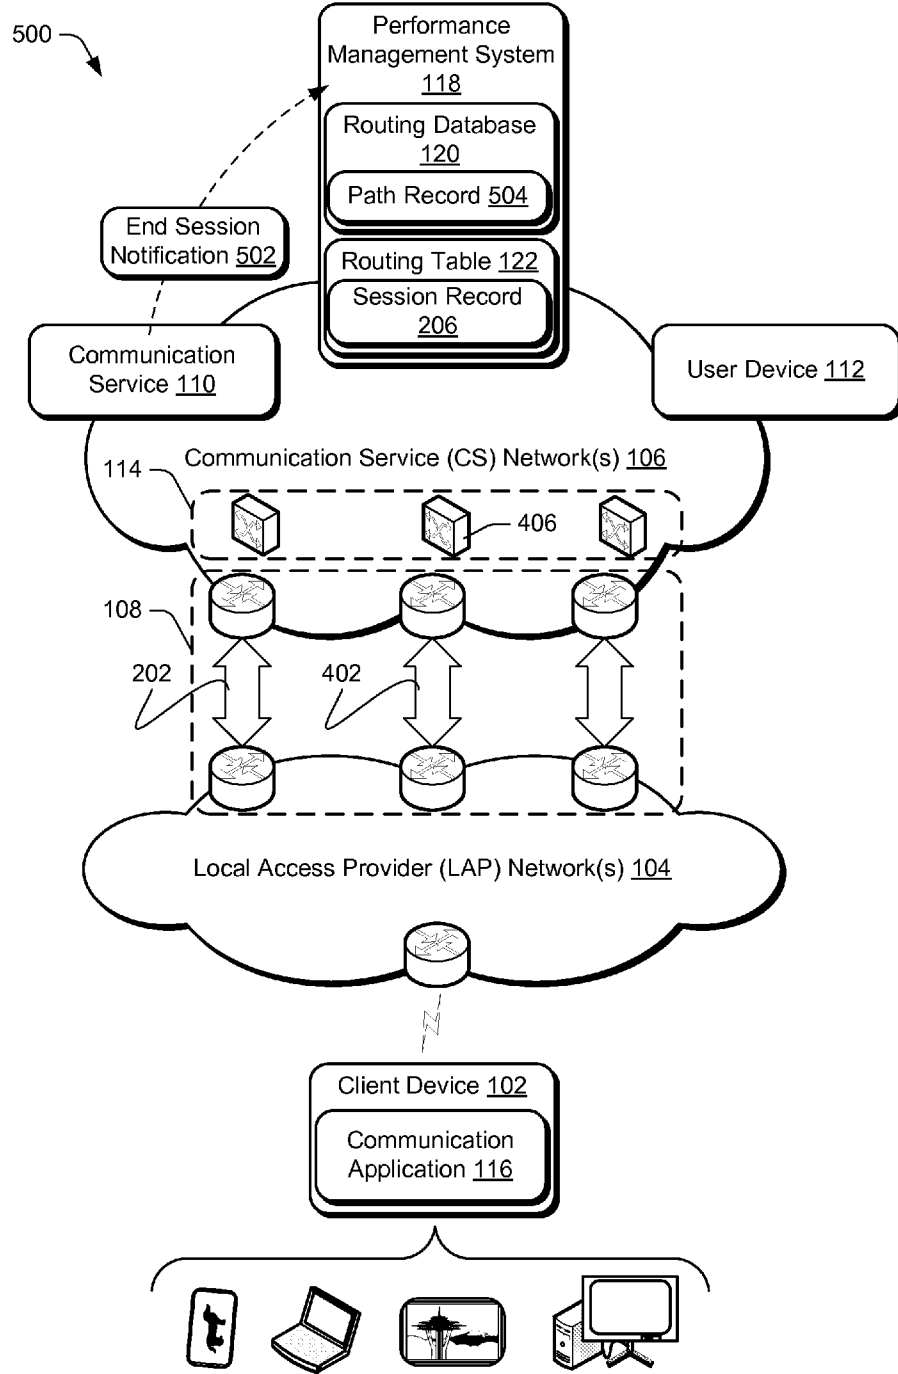 500
Performance
Management System
118
Routing Database
120
Path Record 504
End Session
Notification 502
Routing Table 122
Session Record
206
Communication
Service 110
User Device 112
Communication Service (CS) Network(s) 106
114
406
108
202
402
Local Access Provider (LAP) Network(s) 104
Client Device 102
Communication
Application 116